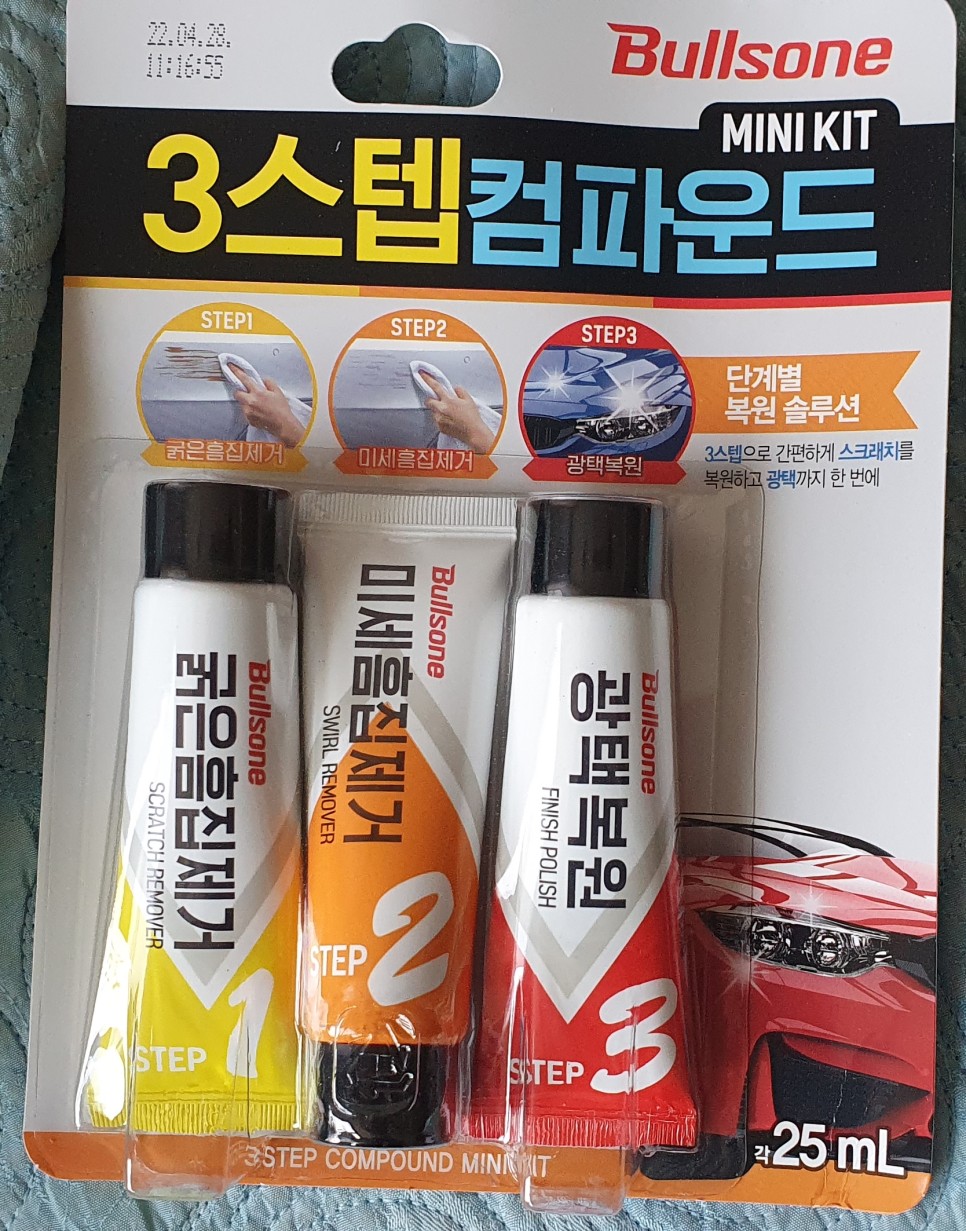 22.04.28.
11:16:55
Bullsone
MINI KIT
3스텝컴파운드
STEP1
굵은흠집제거
STEP2
미세흠집제거
STEP3
광택복원
단계별
복원 솔루션
3스텝으로 간편하게 스크래치를
복원하고 광택까지 한 번에
Bullsone
굵은흠집제거
SCRATCH REMOVER
STEP 1
Bullsone
미세흠집제거
SWIRL REMOVER
STEP 2
Bullsone
광택복원
FINISH POLISH
STEP 3
3-STEP COMPOUND MINI KIT
각 25 mL